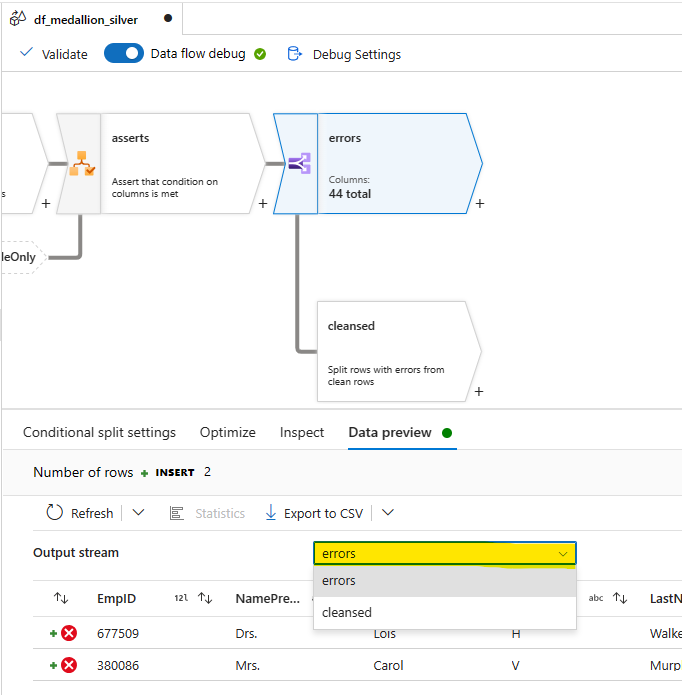 df_medallion_silver
Validate Data flow debug Debug Settings
asserts
Assert that condition on
columns is met
errors
Columns:
44 total
s
+ + +
leOnly
cleansed
Split rows with errors from
clean rows
+
Conditional split settings Optimize Inspect Data preview
Number of rows + INSERT 2
Refresh Statistics Export to CSV
Output stream errors
errors
cleansed
EmpID 12l NamePre... abc LastN
+ 677509 Drs. Lois H Walke
+ 380086 Mrs. Carol V Murp